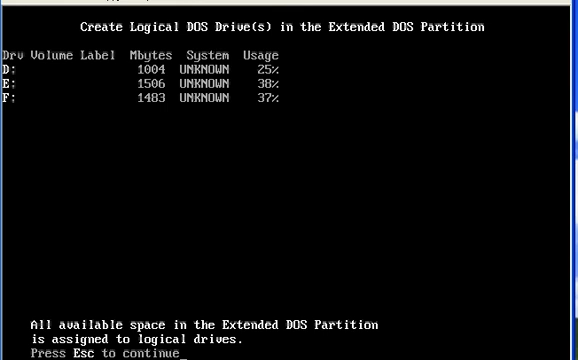 Create Logical DOS Drive(s) in the Extended DOS Partition
Drv Volume Label Mbytes System Usage
D: 1004 UNKNOWN 25%
E: 1506 UNKNOWN 38%
F: 1483 UNKNOWN 37%
All available space in the Extended DOS Partition
is assigned to logical drives.
Press Esc to continue_